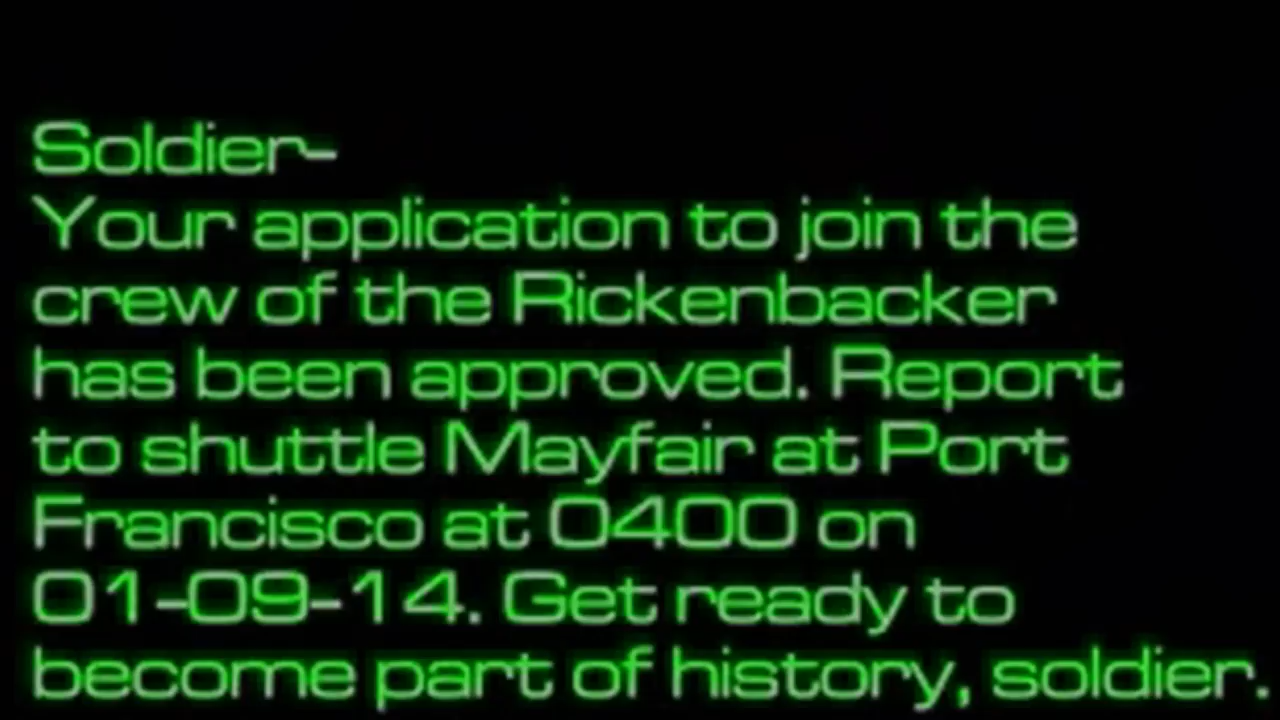 Soldier-
Your application to join the
crew of the Rickenbacker
has been approved. Report
to shuttle Mayfair at Port
Francisco at 0400 on
01-09-14. Get ready to
become part of history, soldier.